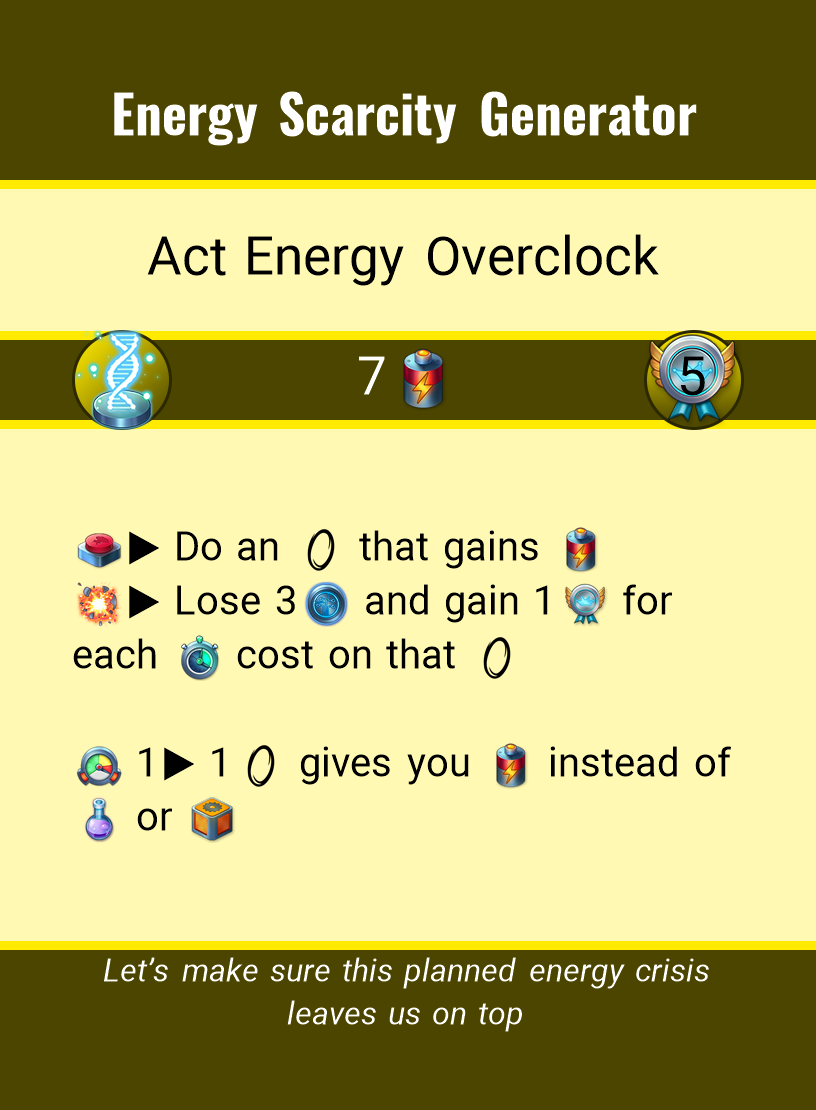 Energy Scarcity Generator
Act Energy Overclock
7
5
▶ Do an that gains
▶ Lose 3 and gain 1 for
each cost on that
1▶ 1 gives you instead of
or
Let's make sure this planned energy crisis
leaves us on top